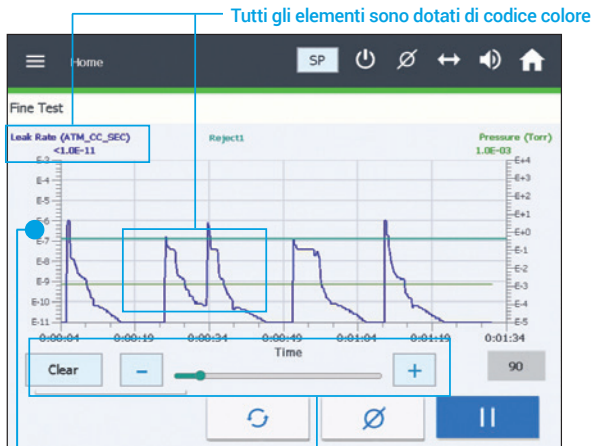 Tutti gli elementi sono dotati di codice colore
Home
SP
Fine Test
Leak Rate (ATM_CC_SEC)
<1.0E-11
Reject1
Pressure (Torr)
1.0E-03
E-3
E-4
E-5
E-6
E-7
E-8
E-9
E-10
E-11
E+4
E+3
E+2
E+1
E+0
E-1
E-2
E-3
E-4
E-5
0:00:04 0:00:19 0:00:34 0:00:49 0:01:04 0:01:19 0:01:34
Time
Clear
−
+
90